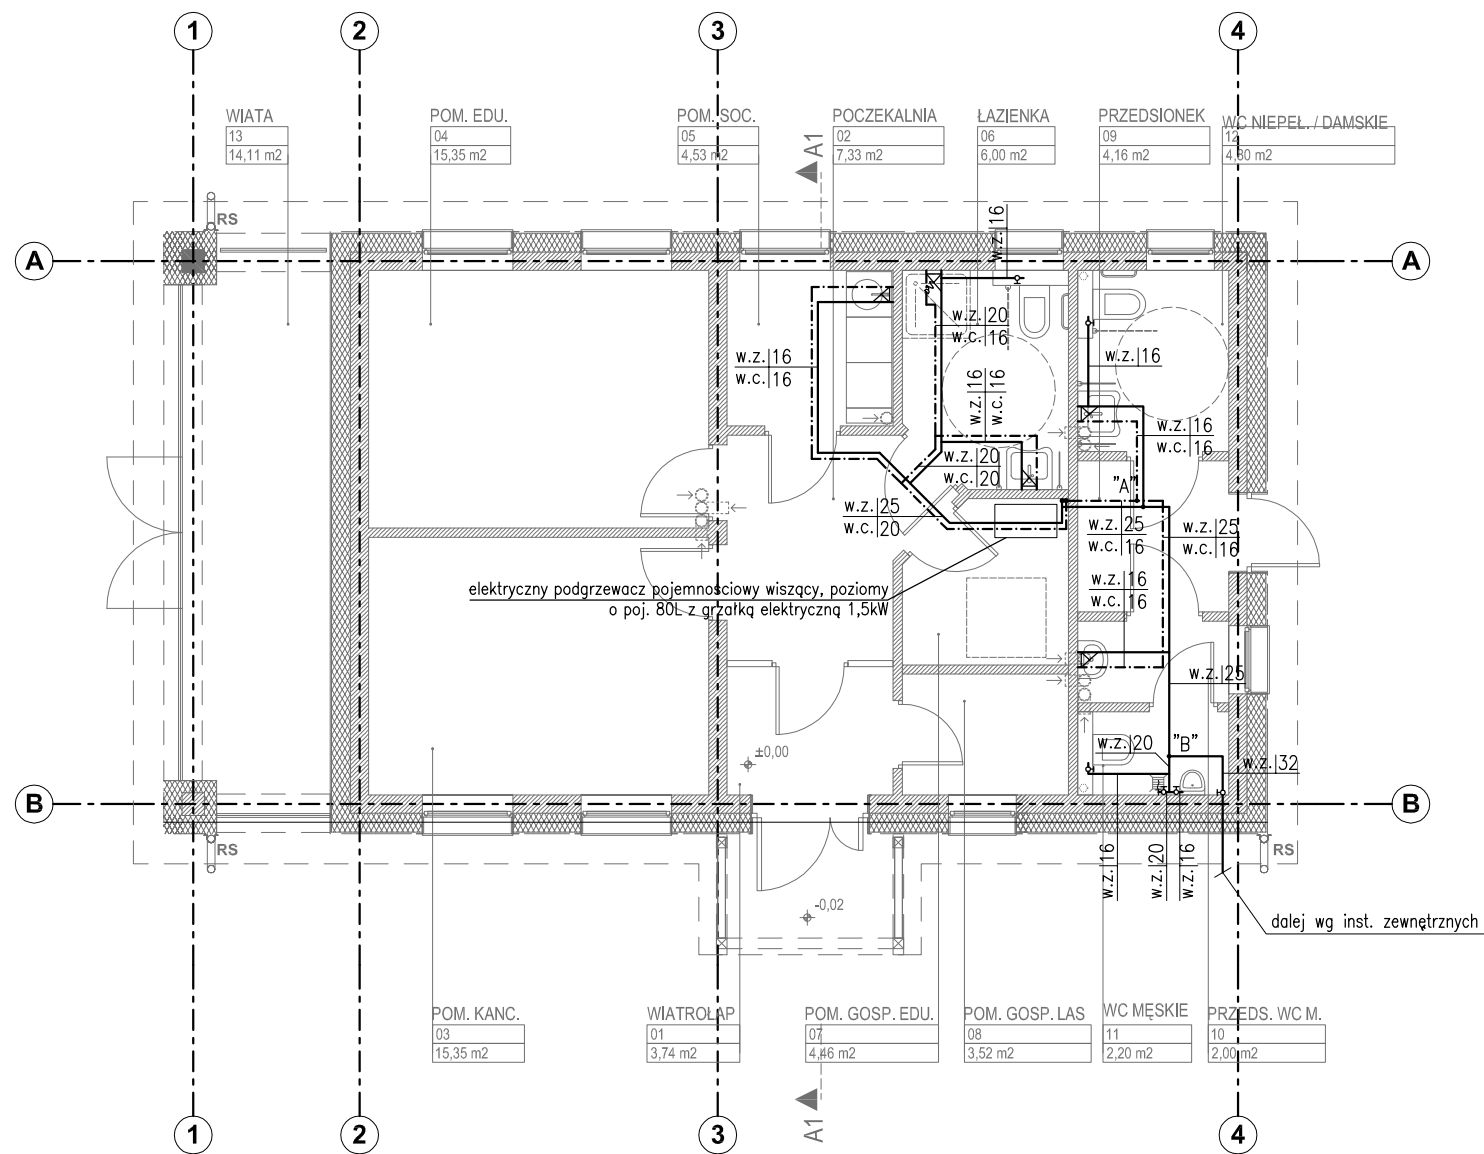 1
2
3
4
WIATA
13
14,11 m2
POM. EDU.
04
15,35 m2
POM. SOC.
05
4,53 m2
A1
POCZEKALNIA
02
7,33 m2
ŁAZIENKA
06
6,00 m2
PRZEDSIONEK
09
4,16 m2
WC NIEPEŁ. / DAMSKIE
12
4,80 m2
RS
w.z. 16
A
A
w.z. 20
w.c. 16
w.z. 16
w.c. 16
w.z. 16
w.z. 16
w.c. 16
w.z. 16
w.c. 16
w.z. 20
w.c. 20
"A"
w.z. 25
w.c. 20
w.z. 25
w.c. 16
w.z. 25
w.c. 16
w.z. 16
w.c. 16
elektryczny podgrzewacz pojemnościowy wiszący, poziomy
o poj. 80L z grzałką elektryczną 1,5kW
w.z. 25
±0,00
w.z. 20
"B"
w.z. 32
B
B
RS
RS
w.z. 16
w.z. 20
w.z. 16
-0,02
dalej wg inst. zewnętrznych
POM. KANC.
03
15,35 m2
WIATROŁAP
01
3,74 m2
POM. GOSP. EDU.
07
4,46 m2
POM. GOSP. LAS
08
3,52 m2
WC MĘSKIE
11
2,20 m2
PRZEDS. WC M.
10
2,00 m2
A1
1
2
3
4